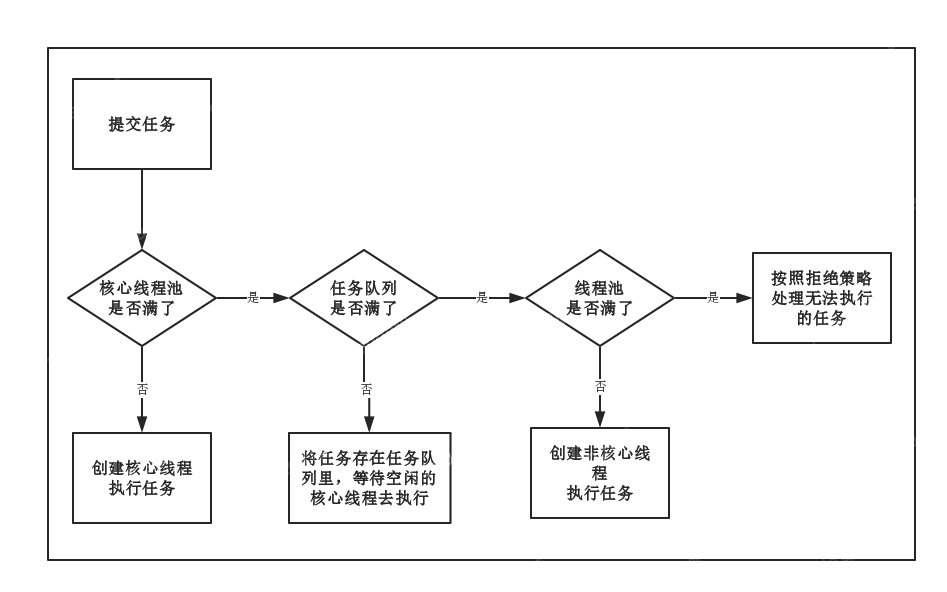 提交任务
核心线程池
是否满了
是
任务队列
是否满了
是
线程池
是否满了
是
按照拒绝策略
处理无法执行
的任务
否
否
否
创建核心线程
执行任务
将任务存在任务队
列里，等待空闲的
核心线程去执行
创建非核心线
程
执行任务